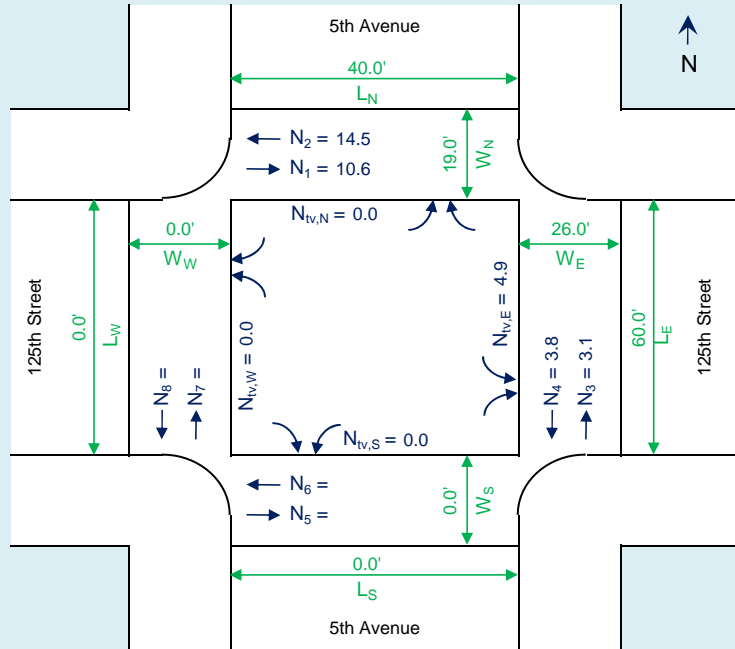 5th Avenue
N
40.0'
L_N
N_2 = 14.5
N_1 = 10.6
19.0'
W_N
N_tv,N = 0.0
0.0'
W_W
26.0'
W_E
125th Street
0.0'
L_W
N_tv,W = 0.0
N_tv,E = 4.9
60.0'
L_E
125th Street
N_8 =
N_7 =
N_4 = 3.8
N_3 = 3.1
N_tv,S = 0.0
N_6 =
N_5 =
0.0'
W_S
0.0'
L_S
5th Avenue